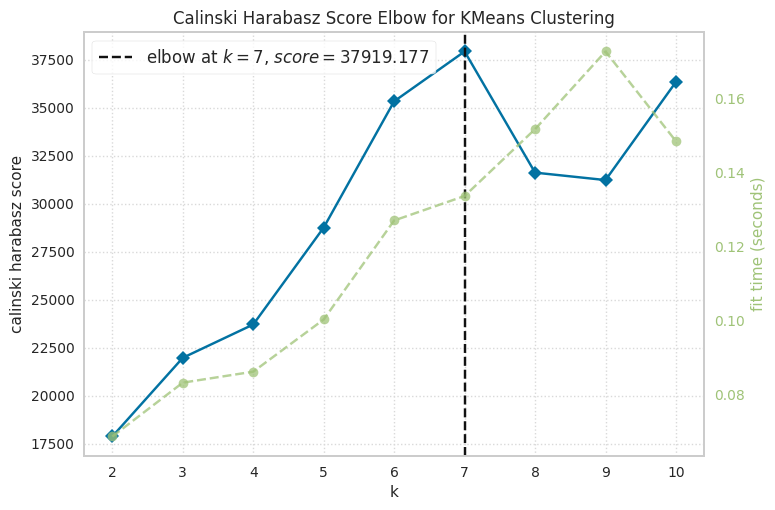 Calinski Harabasz Score Elbow for KMeans Clustering
elbow at k = 7, score = 37919.177
calinski harabasz score
37500
35000
32500
30000
27500
25000
22500
20000
17500
0.16
0.14
0.12
0.10
0.08
fit time (seconds)
2 3 4 5 6 7 8 9 10
k